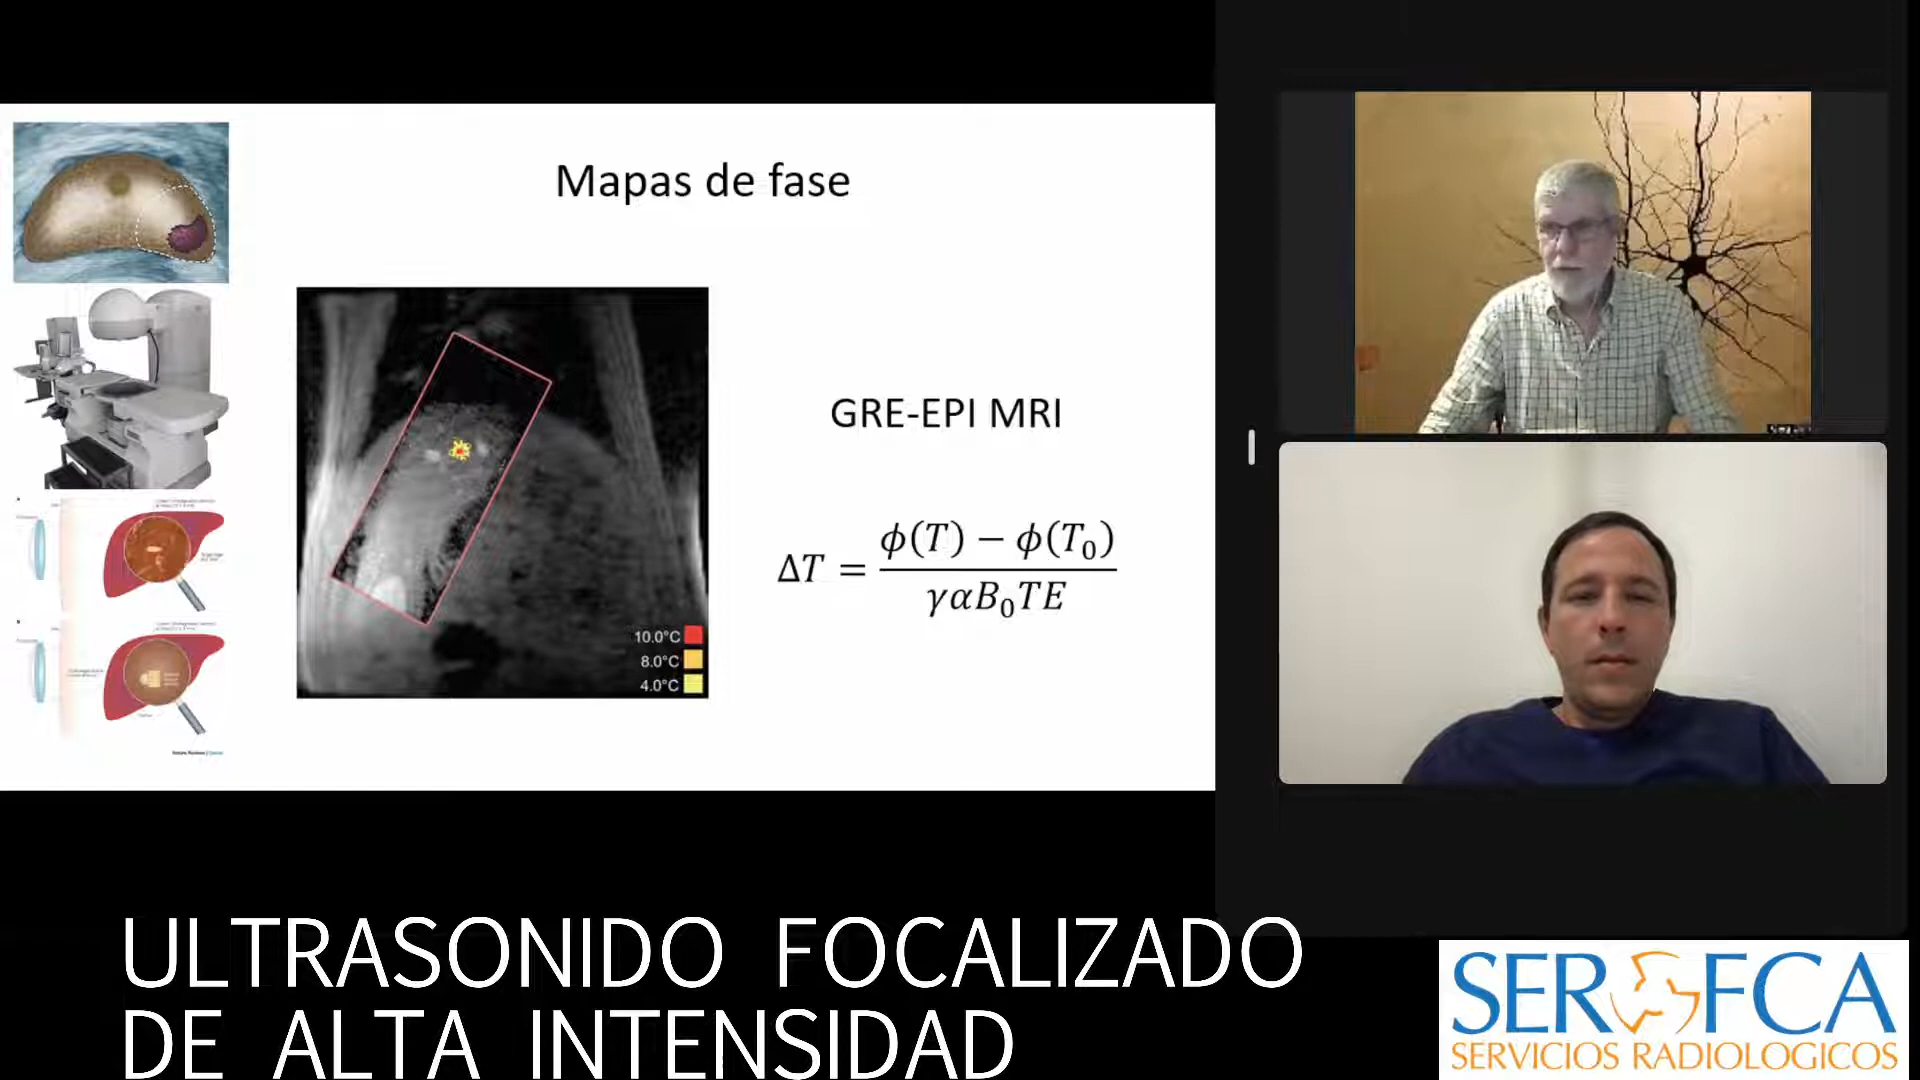 Mapas de fase
GRE-EPI MRI
ΔT = (ϕ(T) − ϕ(T₀)) / (γαB₀TE)
10.0°C
8.0°C
4.0°C
ULTRASONIDO FOCALIZADO
DE ALTA INTENSIDAD
SER FCA
SERVICIOS RADIOLOGICOS